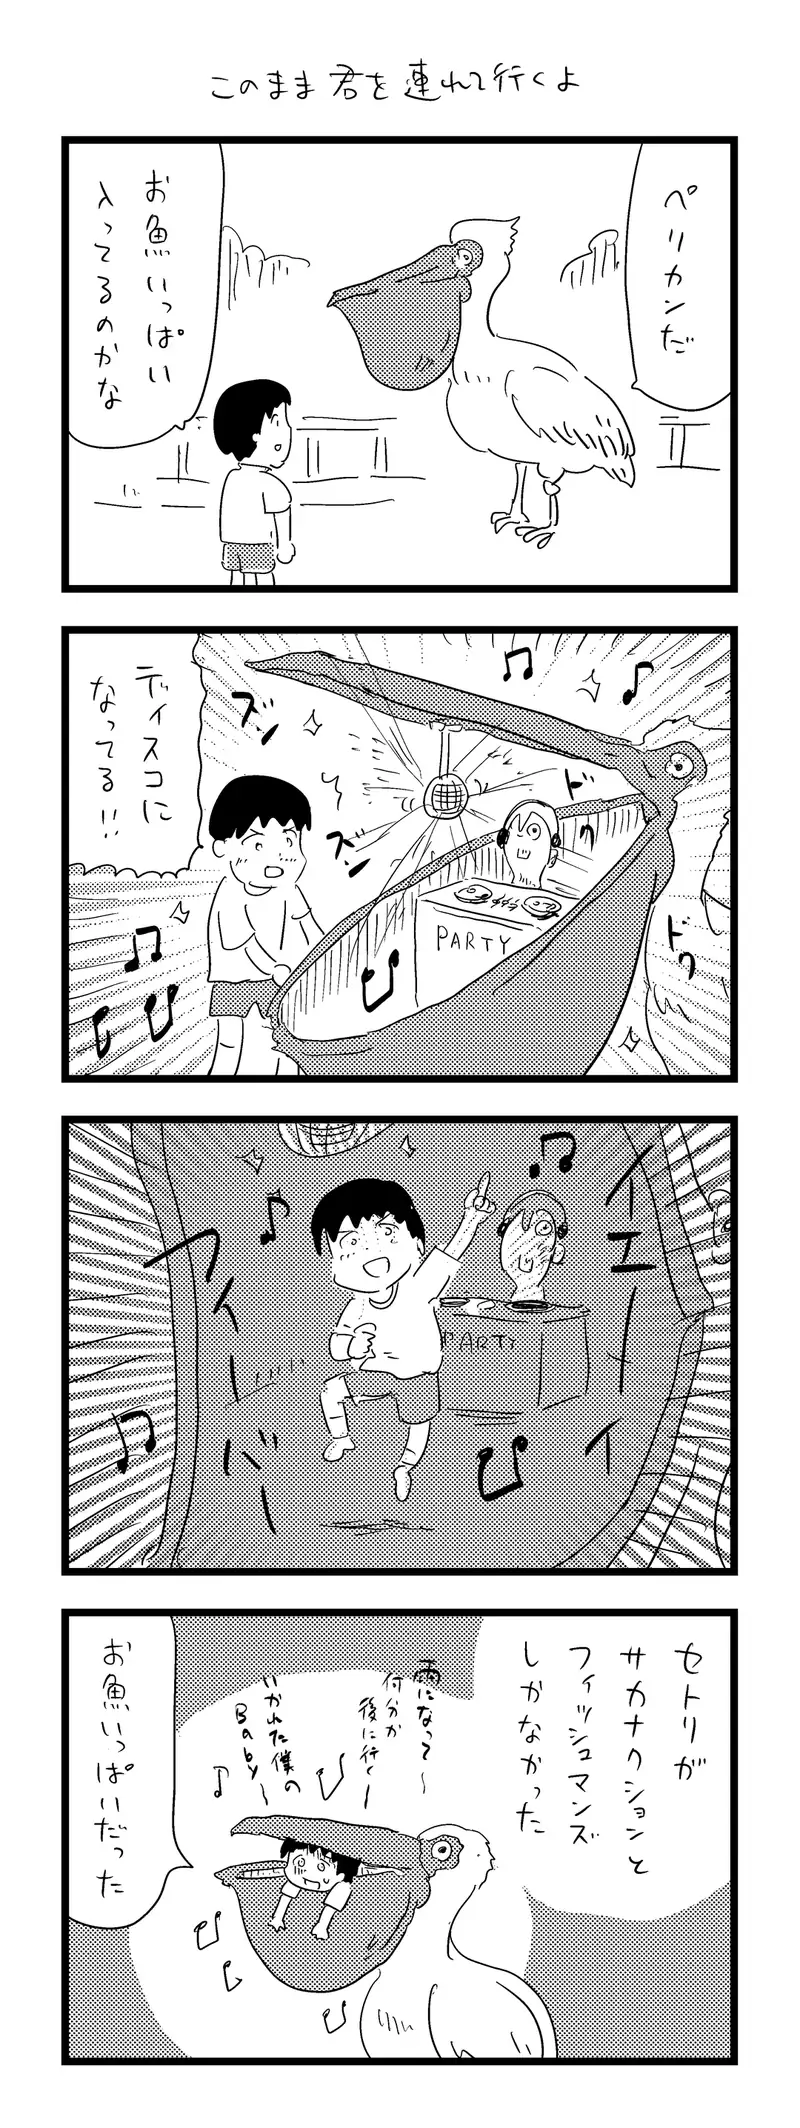 このまま君を連れて行くよ
ペリカンだ
お魚いっぱい
入ってるのかな
ディスコに
なってる!!
ズン
ズン
ドゥ
ドゥ
PARTY
イエーイ
フィーバー
PARTY
セトリが
サカナクションと
フィッシュマンズ
しかなかった
雨になって〜
何分か
後に行く〜
いかれた僕の
Baby〜
お魚いっぱいだった